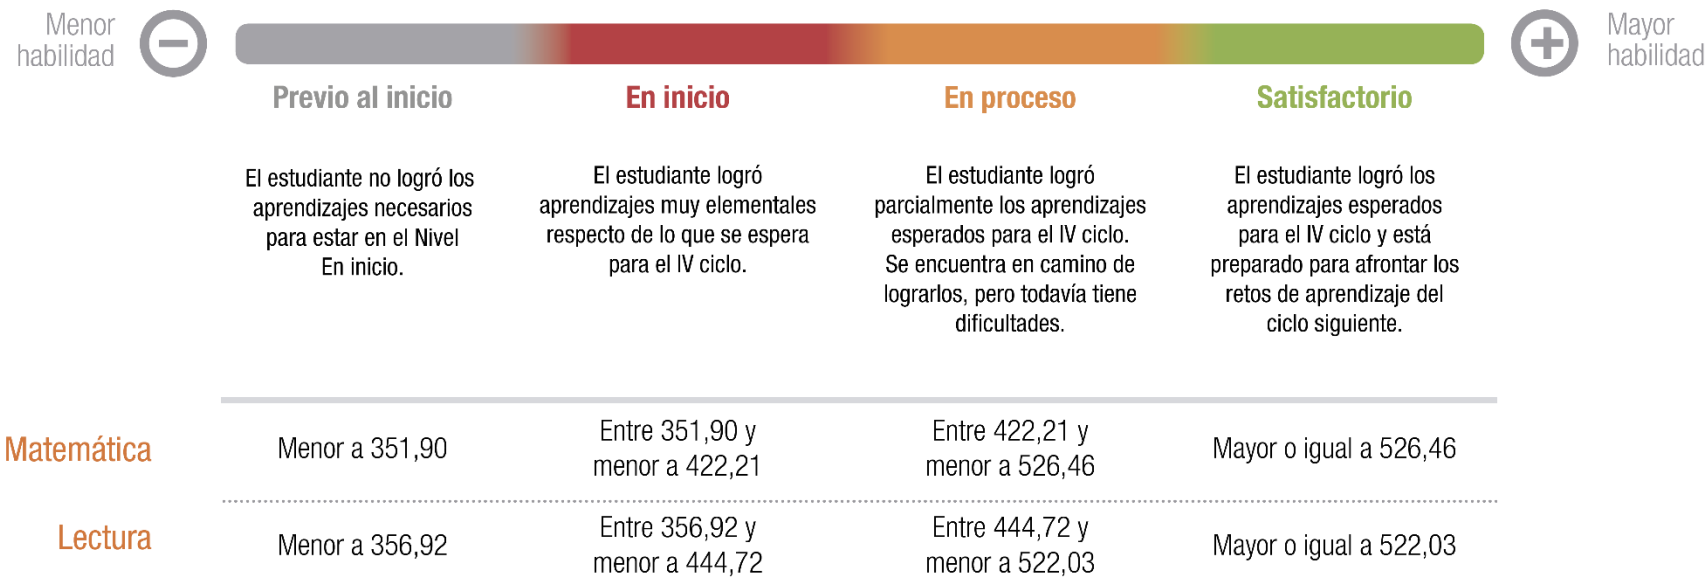 Menor
habilidad
Mayor
habilidad
Previo al inicio
En inicio
En proceso
Satisfactorio
El estudiante no logró los
aprendizajes necesarios
para estar en el Nivel
En inicio.
El estudiante logró
aprendizajes muy elementales
respecto de lo que se espera
para el IV ciclo.
El estudiante logró
parcialmente los aprendizajes
esperados para el IV ciclo.
Se encuentra en camino de
lograrlos, pero todavía tiene
dificultades.
El estudiante logró los
aprendizajes esperados
para el IV ciclo y está
preparado para afrontar los
retos de aprendizaje del
ciclo siguiente.
Matemática
Menor a 351,90
Entre 351,90 y
menor a 422,21
Entre 422,21 y
menor a 526,46
Mayor o igual a 526,46
Lectura
Menor a 356,92
Entre 356,92 y
menor a 444,72
Entre 444,72 y
menor a 522,03
Mayor o igual a 522,03